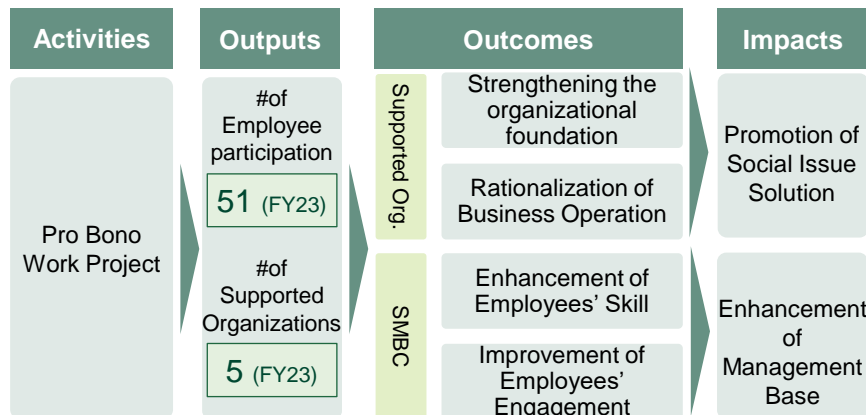 Activities
Outputs
Outcomes
Impacts
Pro Bono
Work Project
#of
Employee
participation
51 (FY23)
#of
Supported
Organizations
5 (FY23)
Supported Org.
Strengthening the
organizational
foundation
Rationalization of
Business Operation
SMBC
Enhancement of
Employees’ Skill
Improvement of
Employees’
Engagement
Promotion of
Social Issue
Solution
Enhancement
of
Management
Base